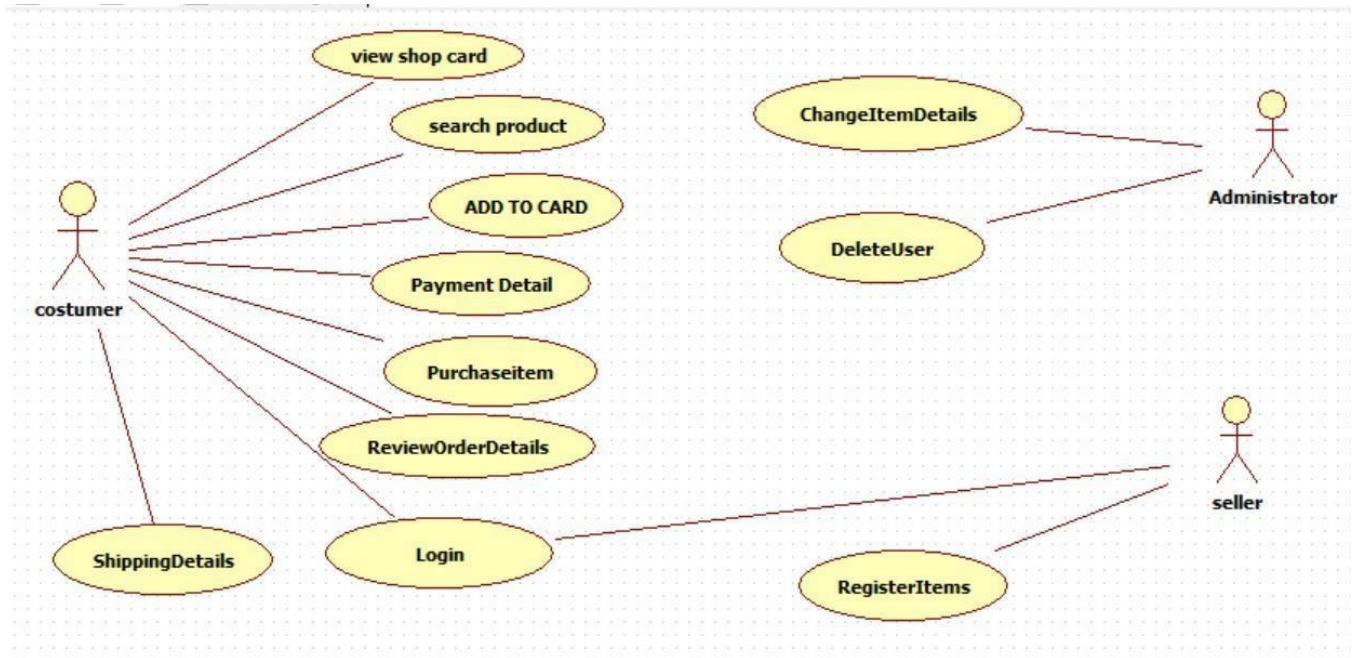 view shop card
search product
ChangeItemDetails
ADD TO CARD
Administrator
DeleteUser
Payment Detail
costumer
Purchaseitem
ReviewOrderDetails
seller
Login
ShippingDetails
RegisterItems